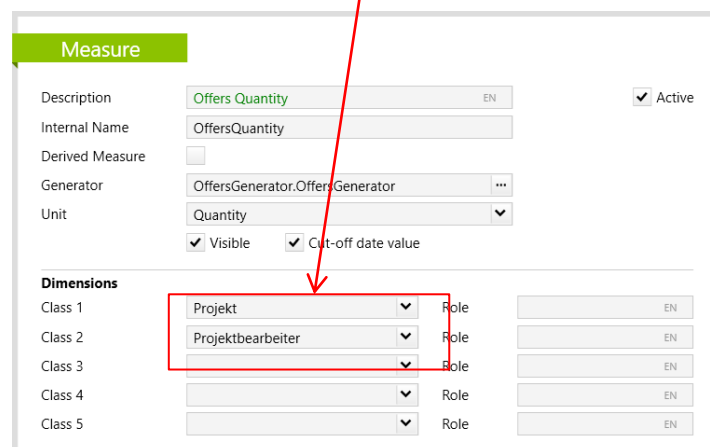 Measure
Description Offers Quantity EN Active
Internal Name OffersQuantity
Derived Measure
Generator OffersGenerator.OffersGenerator ...
Unit Quantity
Visible Cut-off date value
Dimensions
Class 1 Projekt Role EN
Class 2 Projektbearbeiter Role EN
Class 3 Role EN
Class 4 Role EN
Class 5 Role EN